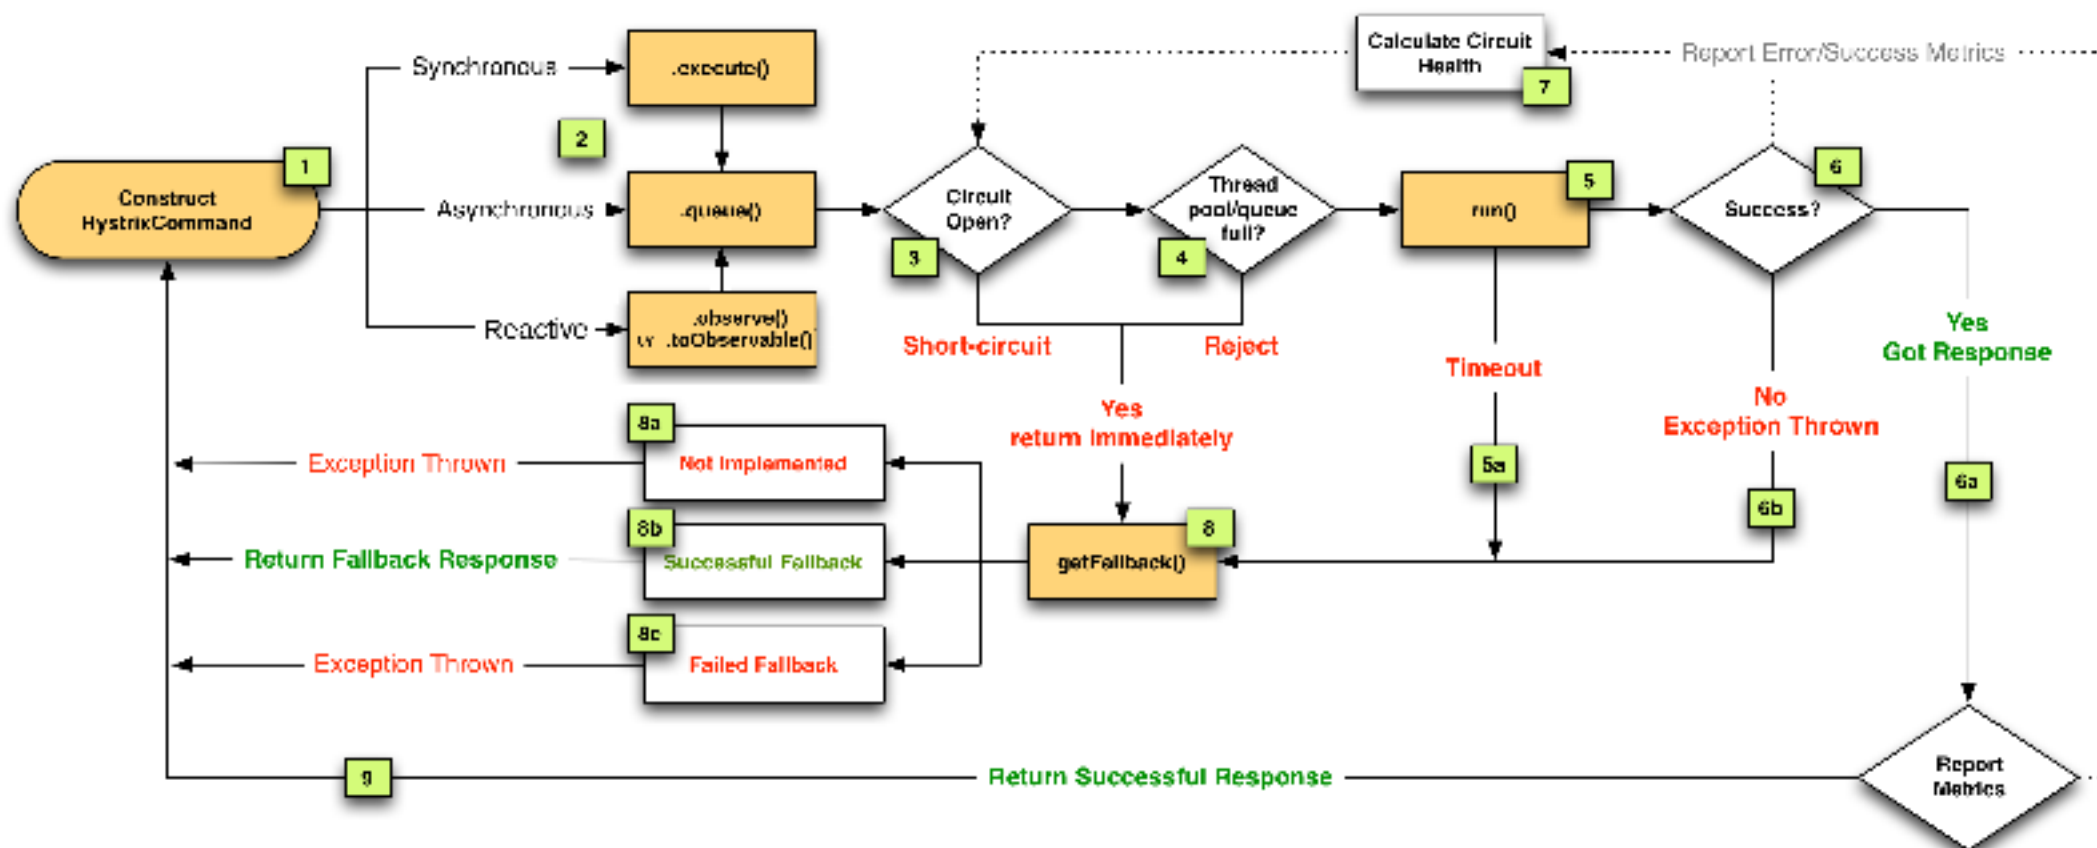 Calculate Circuit
Health
7
Report Error/Success Metrics
Synchronous
.execute()
2
1
Construct
HystrixCommand
Asynchronous
.queue()
Circuit
Open?
3
Thread
pool/queue
full?
4
run()
5
Success?
6
Reactive
.observe()
or .toObservable()
Short-circuit
Reject
Timeout
Yes
Got Response
Yes
return immediately
No
Exception Thrown
8a
Exception Thrown
Not Implemented
5a
6a
6b
8b
Return Fallback Response
Successful Fallback
getFallback()
8
8c
Exception Thrown
Failed Fallback
9
Return Successful Response
Report
Metrics